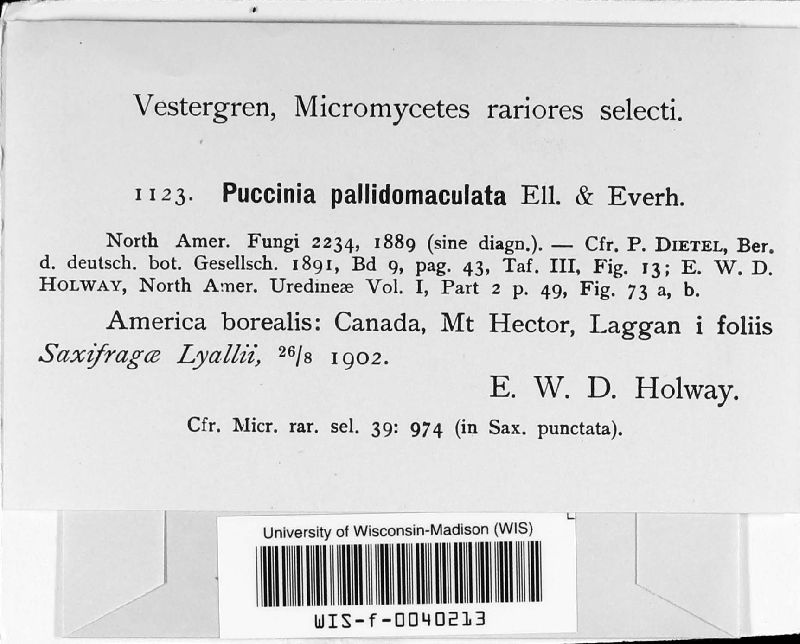 Vestergren, Micromycetes rariores selecti.
1123. Puccinia pallidomaculata Ell. & Everh.
North Amer. Fungi 2234, 1889 (sine diagn.). — Cfr. P. DIETEL, Ber.
d. deutsch. bot. Gesellsch. 1891, Bd 9, pag. 43, Taf. III, Fig. 13; E. W. D.
HOLWAY, North Amer. Uredineæ Vol. I, Part 2 p. 49, Fig. 73 a, b.
America borealis: Canada, Mt Hector, Laggan i foliis
Saxifragæ Lyallii, 26/8 1902.
E. W. D. Holway.
Cfr. Micr. rar. sel. 39: 974 (in Sax. punctata).
University of Wisconsin-Madison (WIS)
WIS-f-0040213